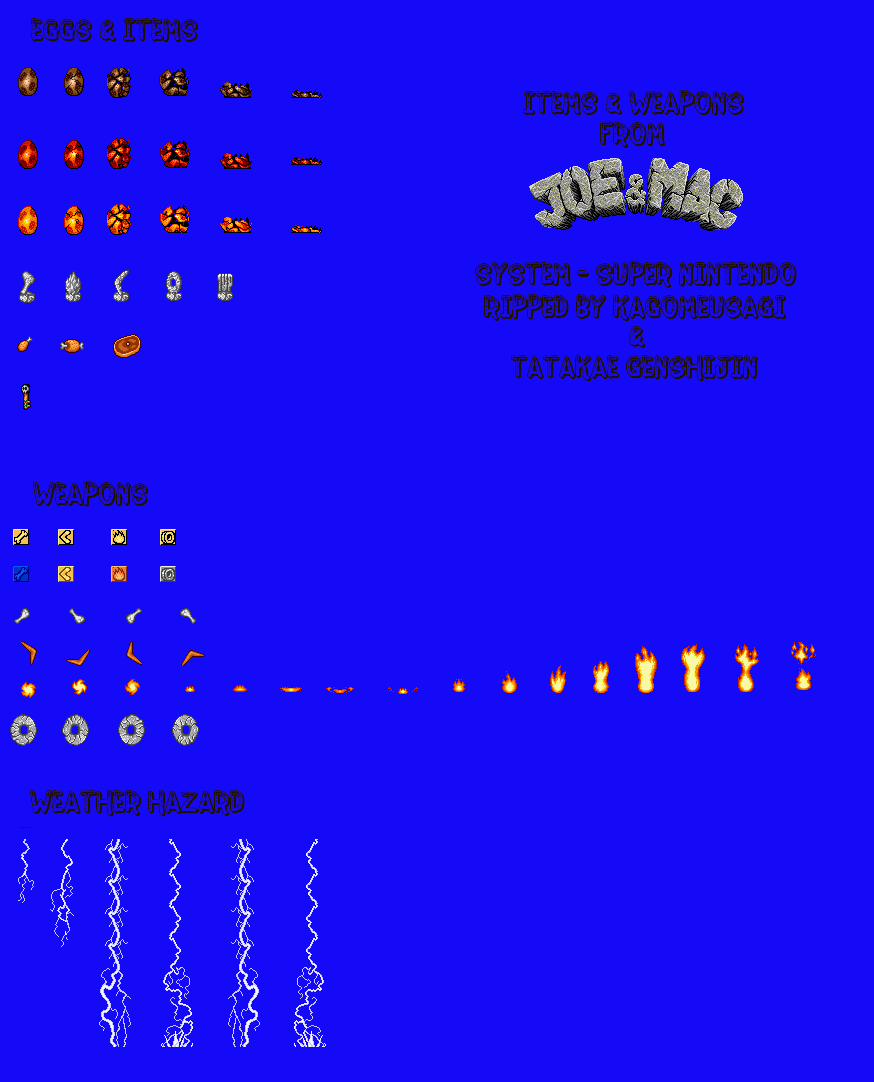 EGGS & ITEMS
ITEMS & WEAPONS
FROM
JOE & MAC
SYSTEM - SUPER NINTENDO
RIPPED BY KAGOMEUSAGI
&
TATAKAE GENSHIJIN
WEAPONS
WEATHER HAZARD